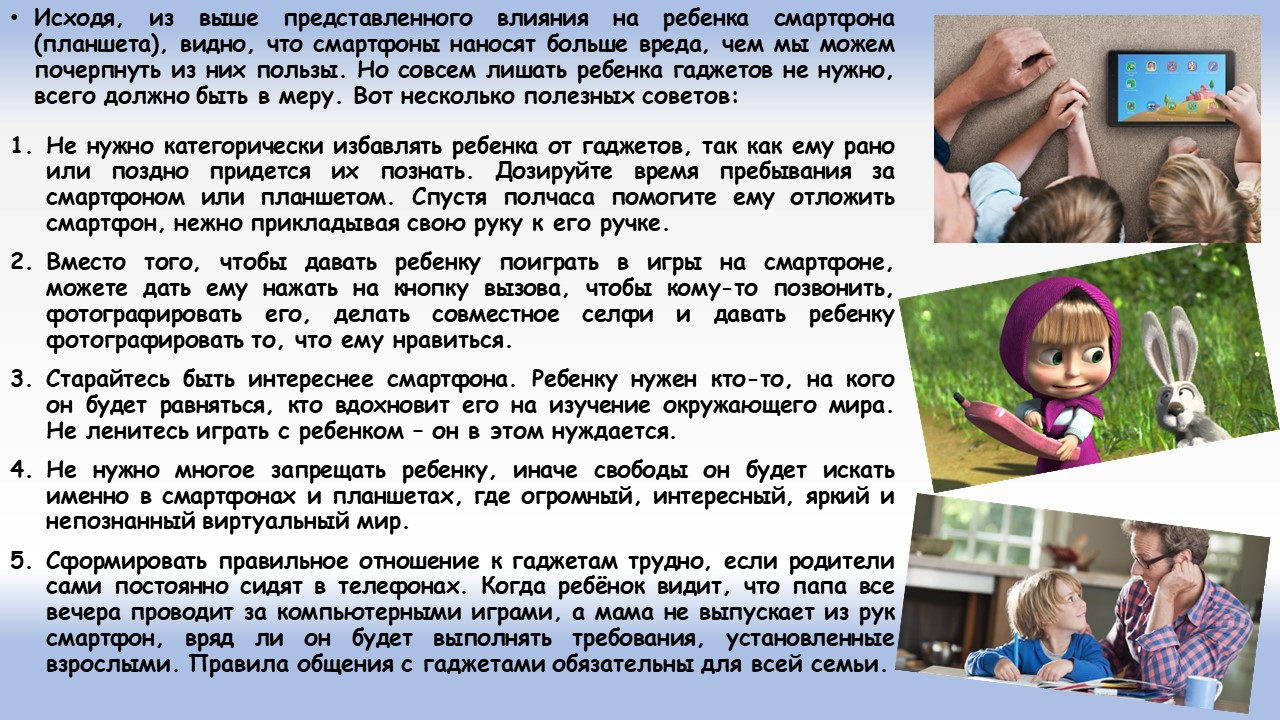 • Исходя, из выше представленного влияния на ребенка смартфона
(планшета), видно, что смартфоны наносят больше вреда, чем мы можем
почерпнуть из них пользы. Но совсем лишать ребенка гаджетов не нужно,
всего должно быть в меру. Вот несколько полезных советов:
1. Не нужно категорически избавлять ребенка от гаджетов, так как ему рано
или поздно придется их познать. Дозируйте время пребывания за
смартфоном или планшетом. Спустя полчаса помогите ему отложить
смартфон, нежно прикладывая свою руку к его ручке.
2. Вместо того, чтобы давать ребенку поиграть в игры на смартфоне,
можете дать ему нажать на кнопку вызова, чтобы кому-то позвонить,
фотографировать его, делать совместное селфи и давать ребенку
фотографировать то, что ему нравиться.
3. Старайтесь быть интереснее смартфона. Ребенку нужен кто-то, на кого
он будет равняться, кто вдохновит его на изучение окружающего мира.
Не ленитесь играть с ребенком – он в этом нуждается.
4. Не нужно многое запрещать ребенку, иначе свободы он будет искать
именно в смартфонах и планшетах, где огромный, интересный, яркий и
непознанный виртуальный мир.
5. Сформировать правильное отношение к гаджетам трудно, если родители
сами постоянно сидят в телефонах. Когда ребёнок видит, что папа все
вечера проводит за компьютерными играми, а мама не выпускает из рук
смартфон, вряд ли он будет выполнять требования, установленные
взрослыми. Правила общения с гаджетами обязательны для всей семьи.